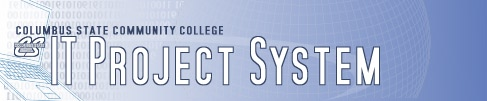 COLUMBUS STATE COMMUNITY COLLEGE
IT PROJECT SYSTEM